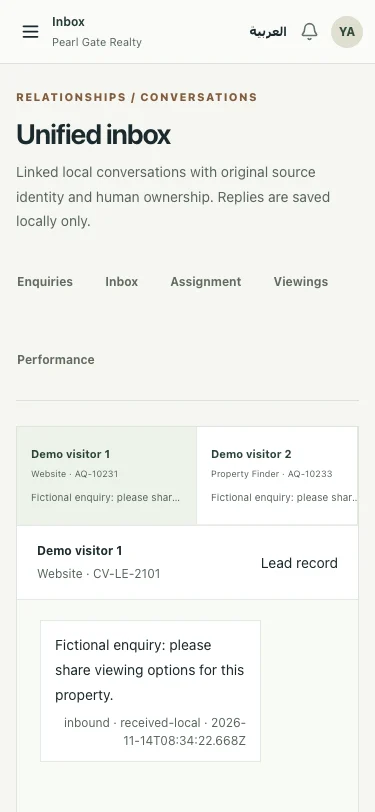 Inbox
Pearl Gate Realty
العربية
YA
RELATIONSHIPS / CONVERSATIONS
Unified inbox
Linked local conversations with original source
identity and human ownership. Replies are saved
locally only.
Enquiries Inbox Assignment Viewings
Performance
Demo visitor 1
Website · AQ-10231
Fictional enquiry: please shar...
Demo visitor 2
Property Finder · AQ-10233
Fictional enquiry: please shar...
Demo visitor 1
Website · CV-LE-2101
Lead record
Fictional enquiry: please
share viewing options for this
property.
inbound · received-local · 2026-
11-14T08:34:22.668Z